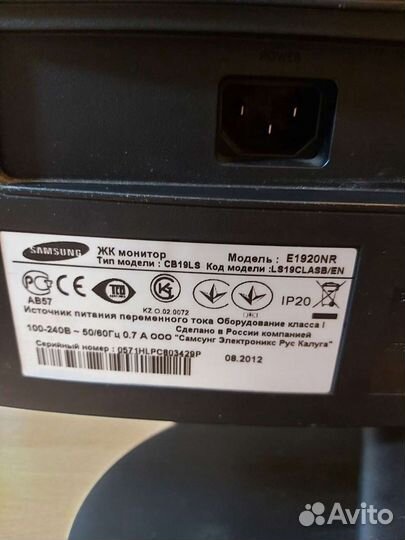 POWER
SAMSUNG
ЖК монитор
Модель : E1920NR
Тип модели : CB19LS
Код модели :LS19CLASB/EN
АВ57
KZ.O.02.0072
IP20
Источник питания переменного тока Оборудование класса I
100-240В ~ 50/60Гц 0.7 А
Сделано в России компанией
ООО "Самсунг Электроникс Рус Калуга"
Серийный номер : 0571HLPC803429P
08.2012
Avito